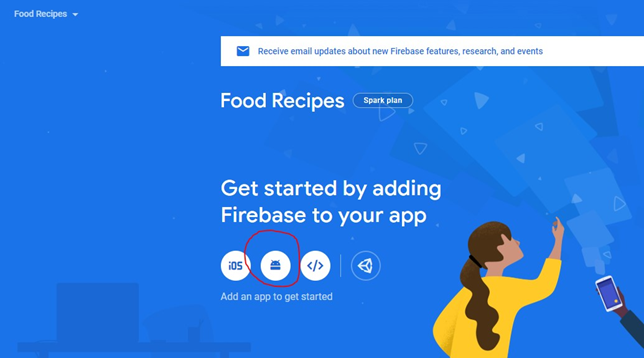 Food Recipes
Receive email updates about new Firebase features, research, and events
Food Recipes Spark plan
Get started by adding
Firebase to your app
iOS </>
Add an app to get started